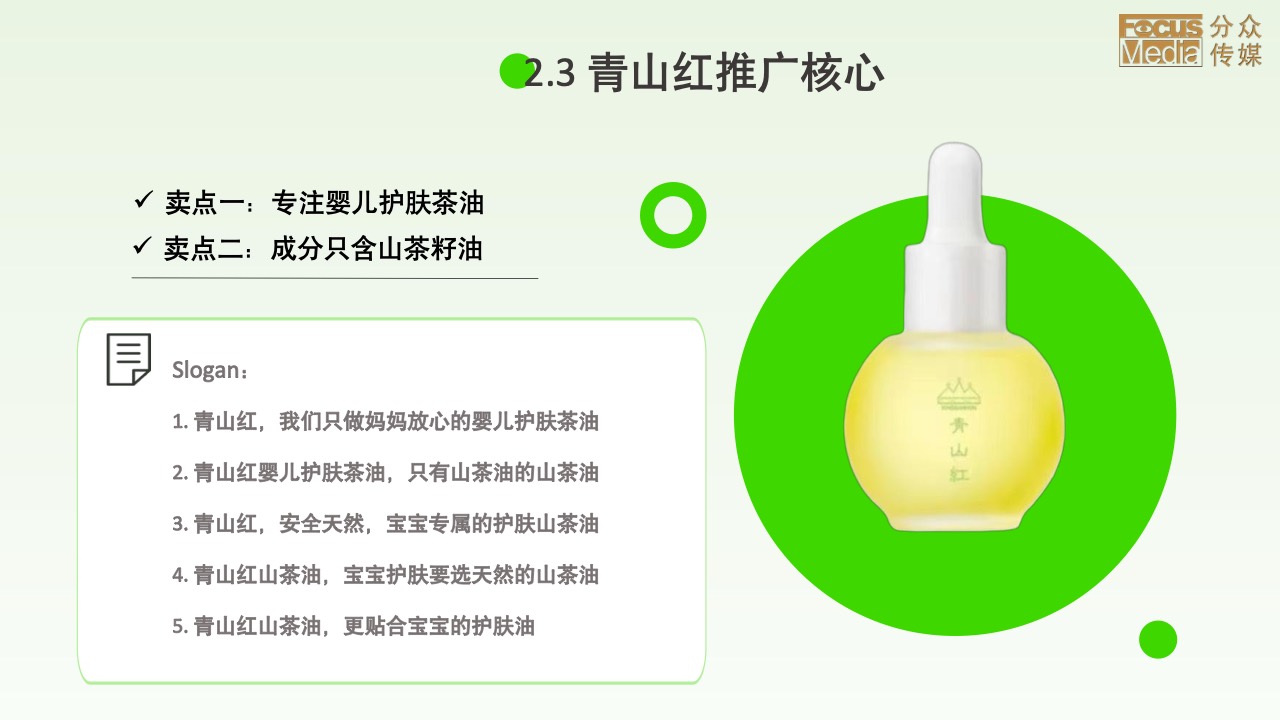 FOCUS Media 分众传媒
2.3 青山红推广核心
✓ 卖点一：专注婴儿护肤茶油
✓ 卖点二：成分只含山茶籽油
Slogan：
1. 青山红，我们只做妈妈放心的婴儿护肤茶油
2. 青山红婴儿护肤茶油，只有山茶油的山茶油
3. 青山红，安全天然，宝宝专属的护肤山茶油
4. 青山红山茶油，宝宝护肤要选天然的山茶油
5. 青山红山茶油，更贴合宝宝的护肤油
青
山
紅